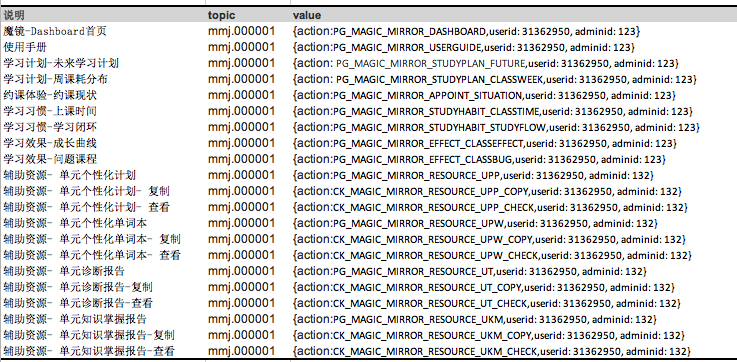 说明 topic value
魔镜-Dashboard首页 mmj.000001 {action:PG_MAGIC_MIRROR_DASHBOARD,userid: 31362950, adminid: 123}
使用手册 mmj.000001 {action:PG_MAGIC_MIRROR_USERGUIDE,userid: 31362950, adminid: 123}
学习计划-未来学习计划 mmj.000001 {action: PG_MAGIC_MIRROR_STUDYPLAN_FUTURE,userid: 31362950, adminid: 123}
学习计划-周课耗分布 mmj.000001 {action:PG_MAGIC_MIRROR_STUDYPLAN_CLASSWEEK,userid: 31362950, adminid: 123}
约课体验-约课现状 mmj.000001 {action:PG_MAGIC_MIRROR_APPOINT_SITUATION,userid: 31362950, adminid: 123}
学习习惯-上课时间 mmj.000001 {action:PG_MAGIC_MIRROR_STUDYHABIT_CLASSTIME,userid: 31362950, adminid: 123}
学习习惯-学习闭环 mmj.000001 {action:PG_MAGIC_MIRROR_STUDYHABIT_STUDYFLOW,userid: 31362950, adminid: 123}
学习效果-成长曲线 mmj.000001 {action:PG_MAGIC_MIRROR_EFFECT_CLASEFFECT,userid: 31362950, adminid: 123}
学习效果-问题课程 mmj.000001 {action:PG_MAGIC_MIRROR_EFFECT_CLASSBUG,userid: 31362950, adminid: 123}
辅助资源- 单元个性化计划 mmj.000001 {action:PG_MAGIC_MIRROR_RESOURCE_UPP,userid: 31362950, adminid: 132}
辅助资源- 单元个性化计划- 复制 mmj.000001 {action:CK_MAGIC_MIRROR_RESOURCE_UPP_COPY,userid: 31362950, adminid: 132}
辅助资源- 单元个性化计划- 查看 mmj.000001 {action:CK_MAGIC_MIRROR_RESOURCE_UPP_CHECK,userid: 31362950, adminid: 132}
辅助资源- 单元个性化单词本 mmj.000001 {action:PG_MAGIC_MIRROR_RESOURCE_UPW,userid: 31362950, adminid: 132}
辅助资源- 单元个性化单词本- 复制 mmj.000001 {action:CK_MAGIC_MIRROR_RESOURCE_UPW_COPY,userid: 31362950, adminid: 132}
辅助资源- 单元个性化单词本- 查看 mmj.000001 {action:CK_MAGIC_MIRROR_RESOURCE_UPW_CHECK,userid: 31362950, adminid: 132}
辅助资源- 单元诊断报告 mmj.000001 {action:PG_MAGIC_MIRROR_RESOURCE_UT,userid: 31362950, adminid: 132}
辅助资源- 单元诊断报告-复制 mmj.000001 {action:CK_MAGIC_MIRROR_RESOURCE_UT_COPY,userid: 31362950, adminid: 132}
辅助资源- 单元诊断报告-查看 mmj.000001 {action:CK_MAGIC_MIRROR_RESOURCE_UT_CHECK,userid: 31362950, adminid: 132}
辅助资源- 单元知识掌握报告 mmj.000001 {action:PG_MAGIC_MIRROR_RESOURCE_UKM,userid: 31362950, adminid: 132}
辅助资源- 单元知识掌握报告-复制 mmj.000001 {action:CK_MAGIC_MIRROR_RESOURCE_UKM_COPY,userid: 31362950, adminid: 132}
辅助资源- 单元知识掌握报告-查看 mmj.000001 {action:CK_MAGIC_MIRROR_RESOURCE_UKM_CHECK,userid: 31362950, adminid: 132}